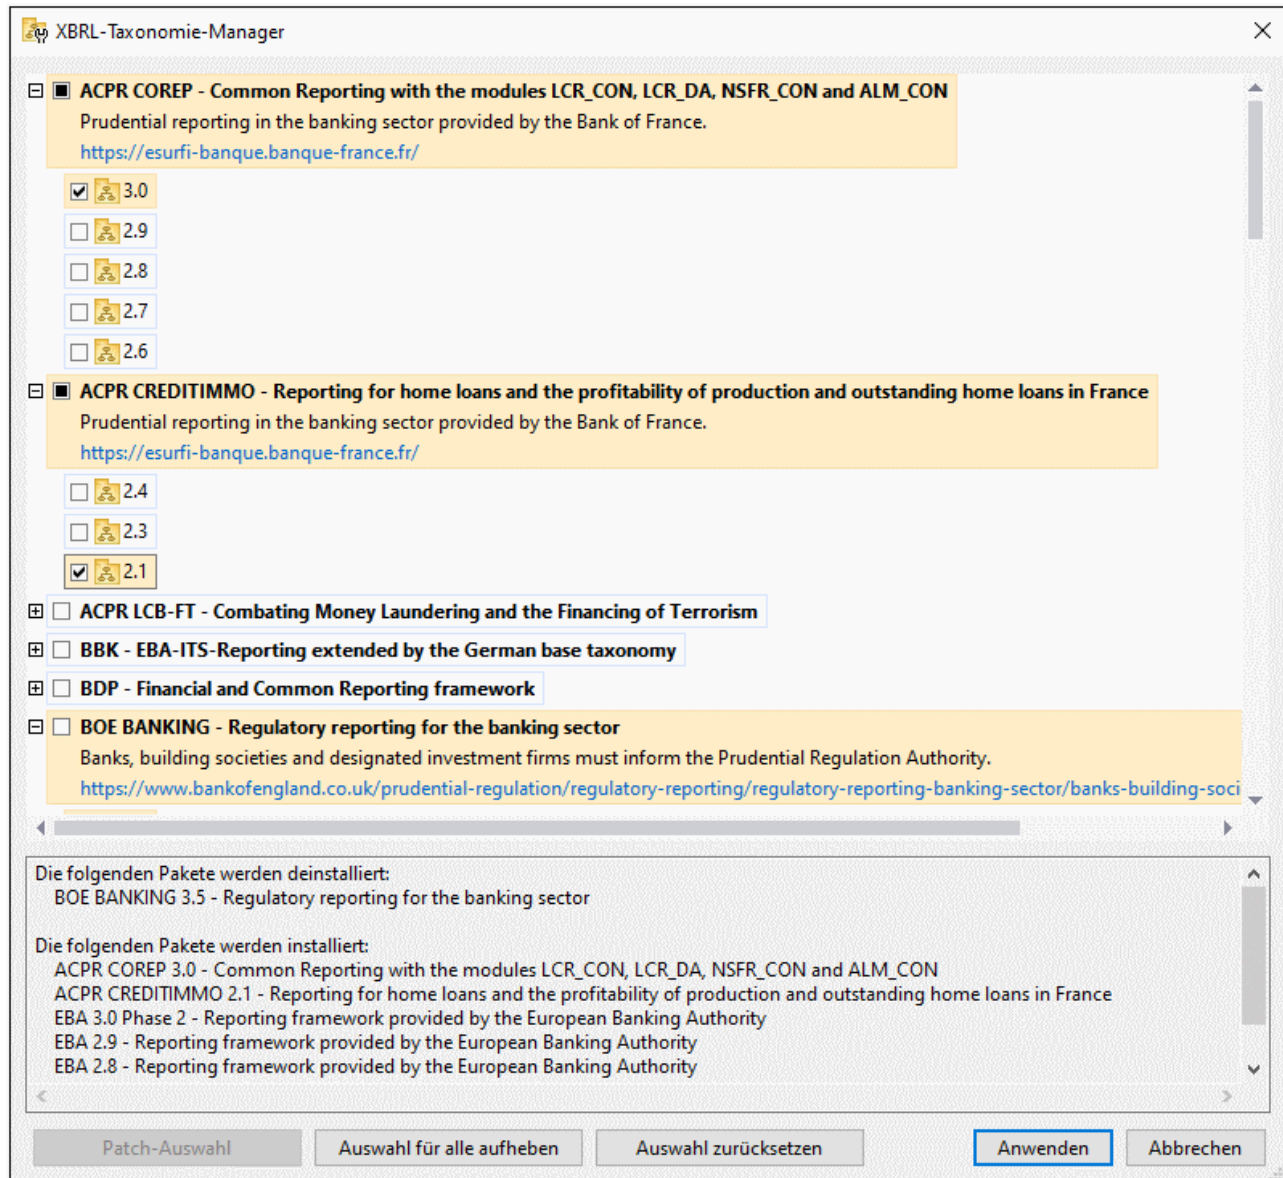 XBRL-Taxonomie-Manager
ACPR COREP - Common Reporting with the modules LCR_CON, LCR_DA, NSFR_CON and ALM_CON
Prudential reporting in the banking sector provided by the Bank of France.
https://esurfi-banque.banque-france.fr/
3.0
2.9
2.8
2.7
2.6
ACPR CREDITIMMO - Reporting for home loans and the profitability of production and outstanding home loans in France
Prudential reporting in the banking sector provided by the Bank of France.
https://esurfi-banque.banque-france.fr/
2.4
2.3
2.1
ACPR LCB-FT - Combating Money Laundering and the Financing of Terrorism
BBK - EBA-ITS-Reporting extended by the German base taxonomy
BDP - Financial and Common Reporting framework
BOE BANKING - Regulatory reporting for the banking sector
Banks, building societies and designated investment firms must inform the Prudential Regulation Authority.
https://www.bankofengland.co.uk/prudential-regulation/regulatory-reporting/regulatory-reporting-banking-sector/banks-building-soci
Die folgenden Pakete werden deinstalliert:
BOE BANKING 3.5 - Regulatory reporting for the banking sector
Die folgenden Pakete werden installiert:
ACPR COREP 3.0 - Common Reporting with the modules LCR_CON, LCR_DA, NSFR_CON and ALM_CON
ACPR CREDITIMMO 2.1 - Reporting for home loans and the profitability of production and outstanding home loans in France
EBA 3.0 Phase 2 - Reporting framework provided by the European Banking Authority
EBA 2.9 - Reporting framework provided by the European Banking Authority
EBA 2.8 - Reporting framework provided by the European Banking Authority
Patch-Auswahl
Auswahl für alle aufheben
Auswahl zurücksetzen
Anwenden
Abbrechen